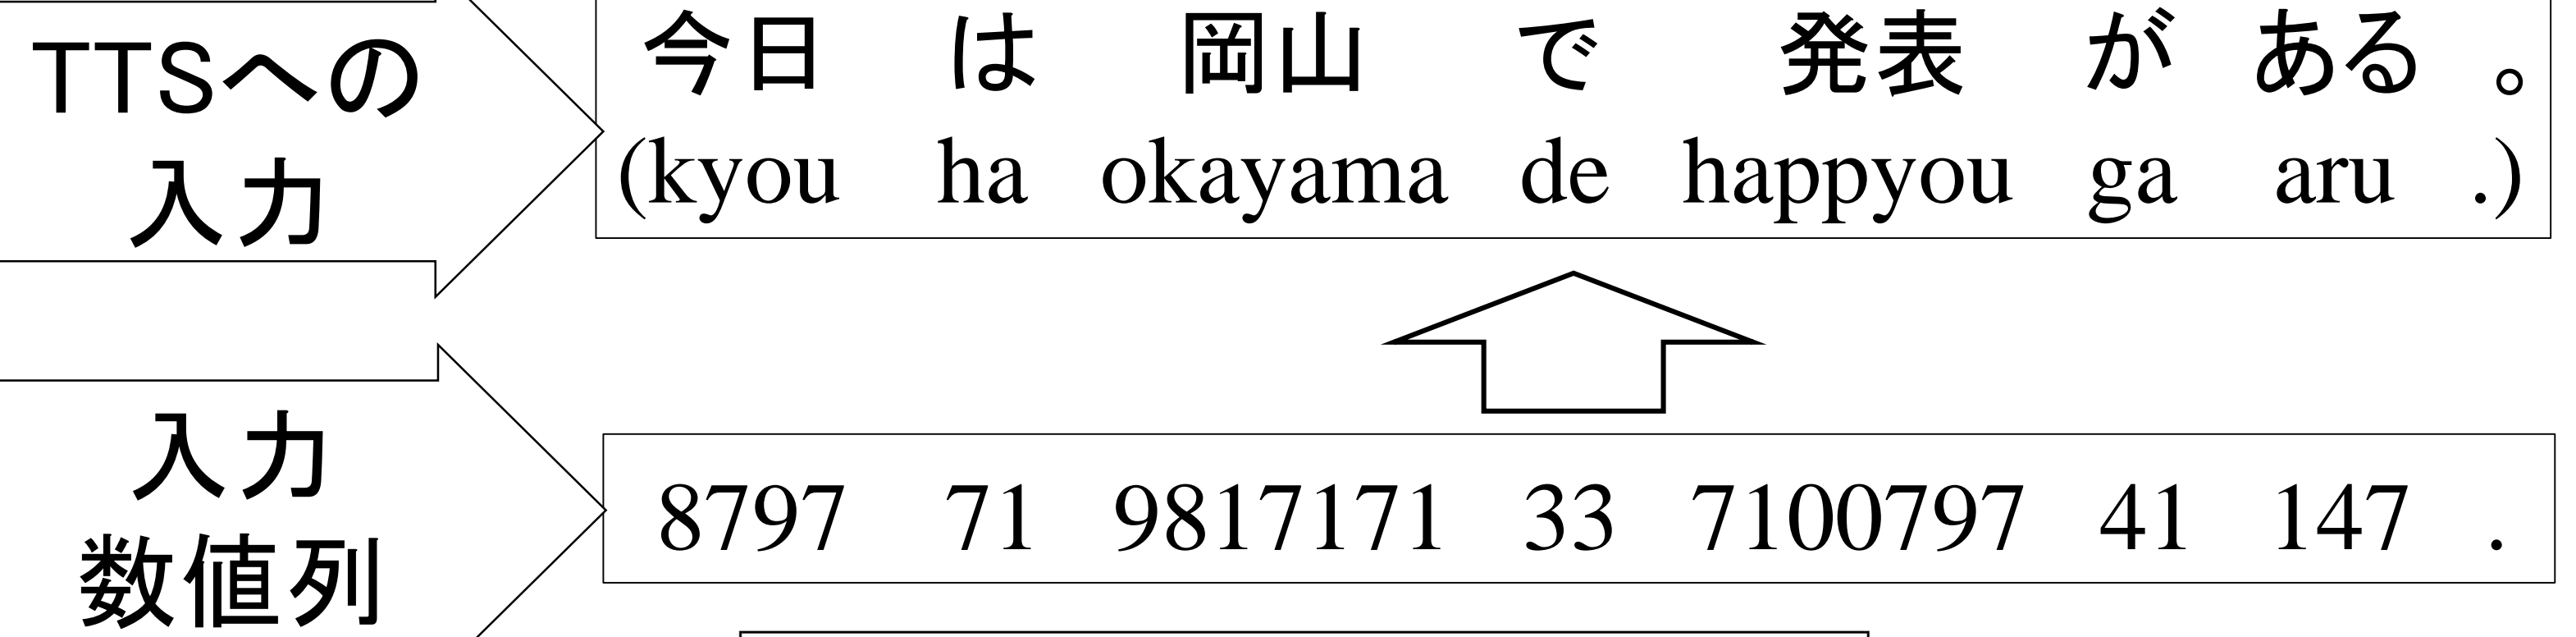 TTSへの
入力
今日 は 岡山 で 発表 が ある 。
(kyou ha okayama de happyou ga aru .)
入力
数値列
8797 71 9817171 33 7100797 41 147 .